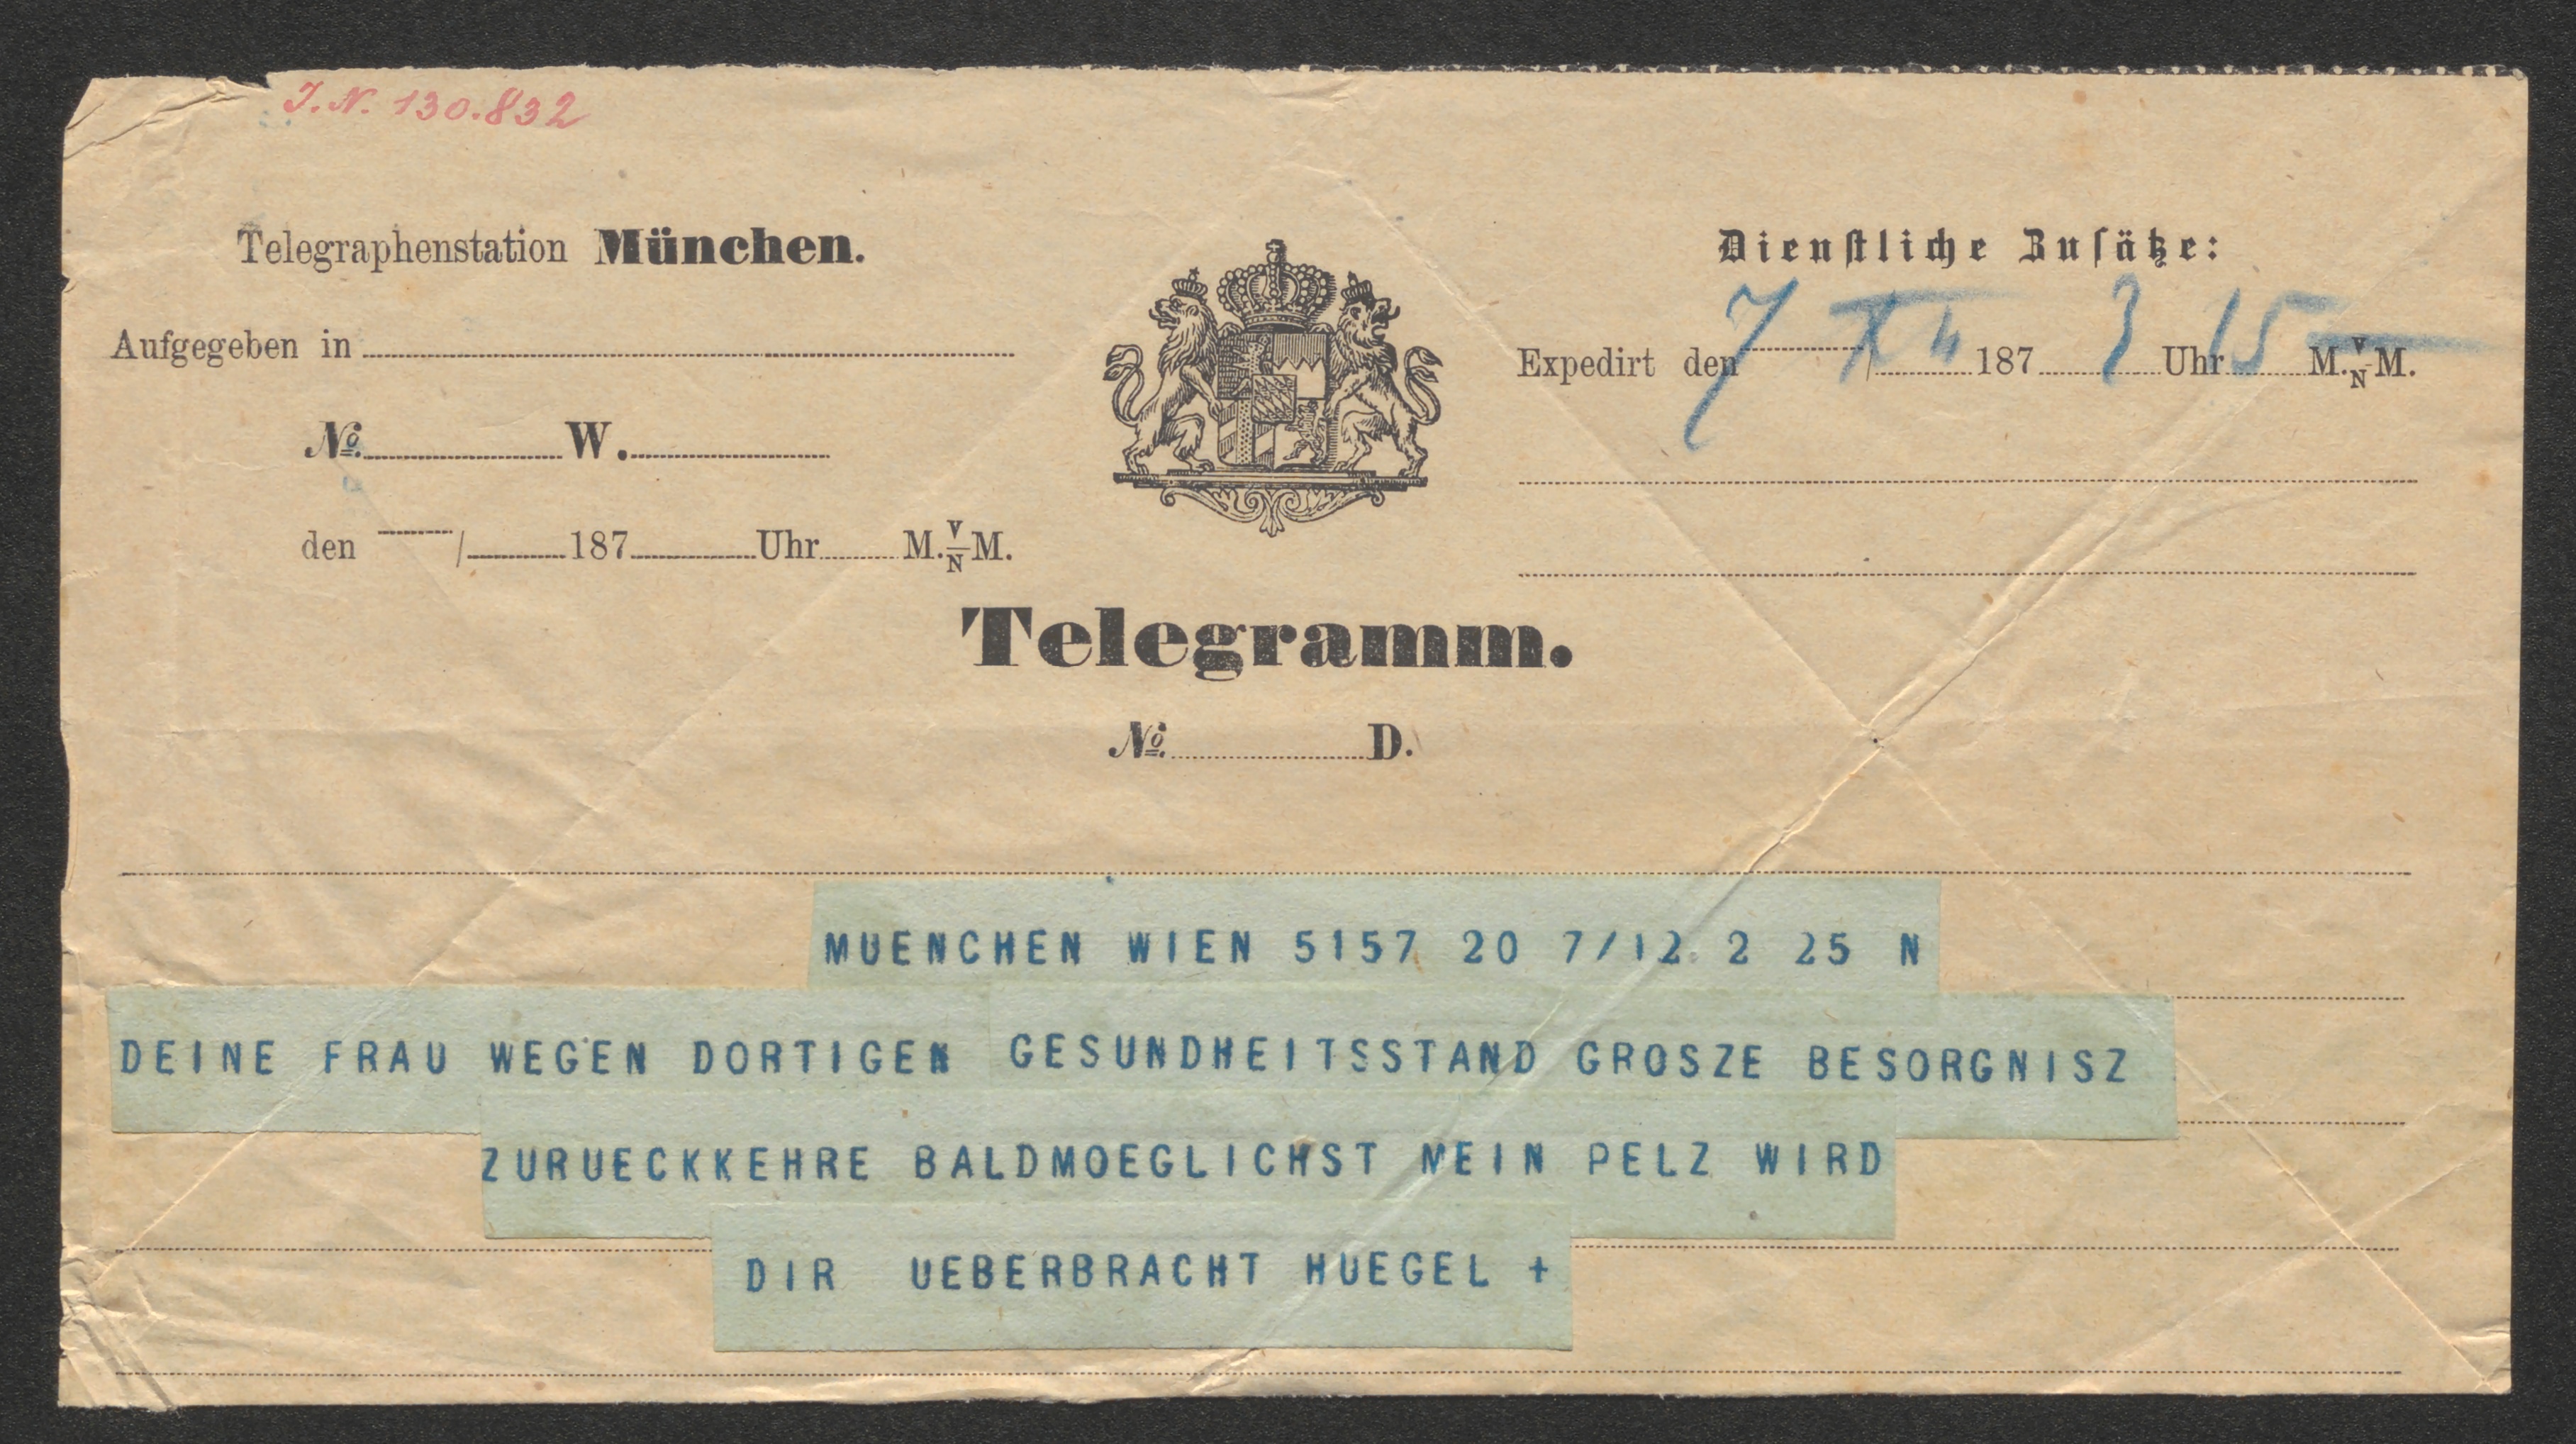 J.N. 130.832
Telegraphenstation München.
Aufgegeben in
No. W.
den / 187 Uhr M. V/N M.
Dienstliche Zusätze:
Expedirt den 7 / XII 187 3 Uhr 15 M. V/N M.
Telegramm.
No. D.
MUENCHEN WIEN 5157 20 7/12 2 25 N
DEINE FRAU WEGEN DORTIGEN GESUNDHEITSSTAND GROSZE BESORGNISZ
ZURUECKKEHRE BALDMOEGLICHST MEIN PELZ WIRD
DIR UEBERBRACHT HUEGEL +